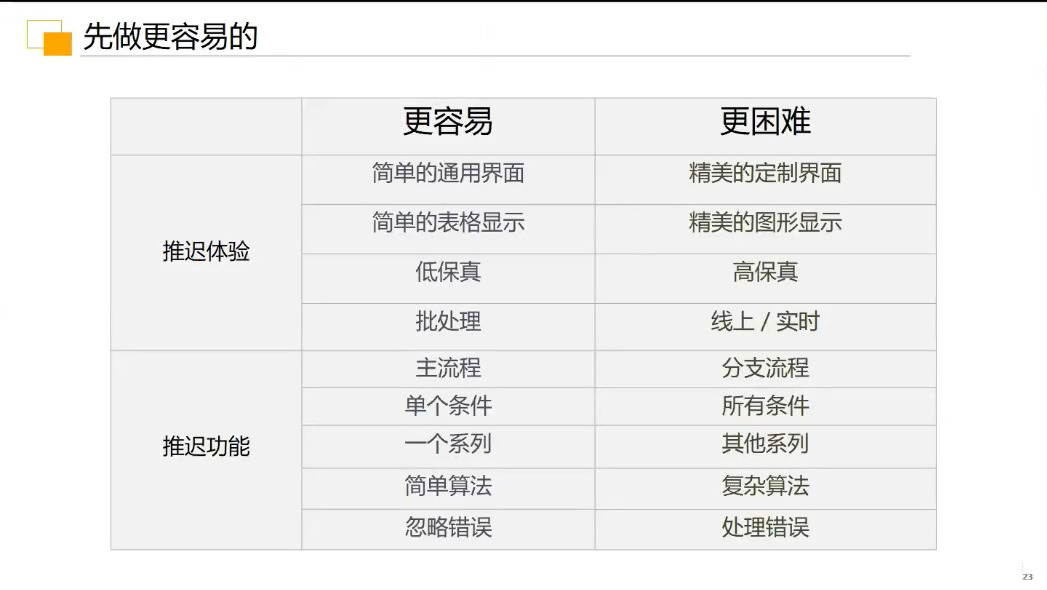 先做更容易的
更容易 更困难
推迟体验
简单的通用界面 精美的定制界面
简单的表格显示 精美的图形显示
低保真 高保真
批处理 线上 / 实时
推迟功能
主流程 分支流程
单个条件 所有条件
一个系列 其他系列
简单算法 复杂算法
忽略错误 处理错误
23